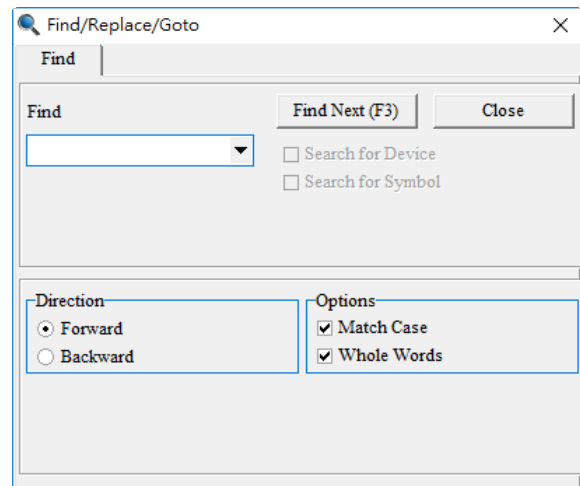 Find/Replace/Goto
Find
Find
Find Next (F3)
Close
Search for Device
Search for Symbol
Direction
Forward
Backward
Options
Match Case
Whole Words